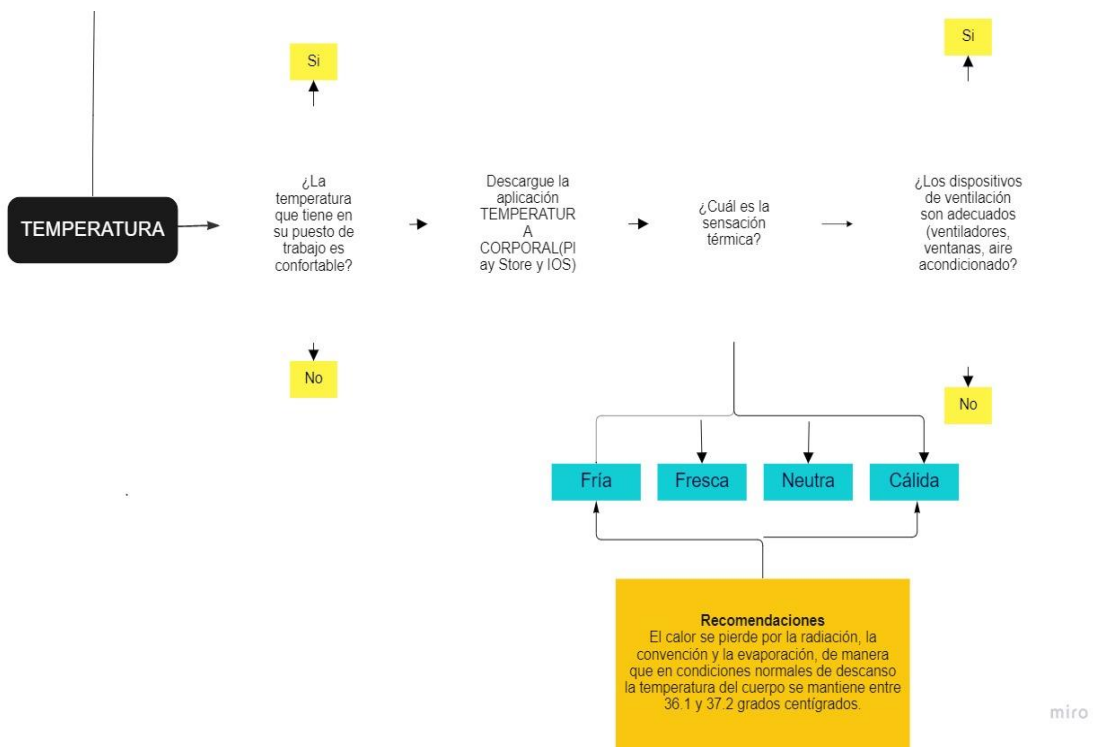 Si
Si
TEMPERATURA
¿La
temperatura
que tiene en
su puesto de
trabajo es
confortable?
Descargue la
aplicación
TEMPERATUR
A
CORPORAL(Pl
ay Store y IOS)
¿Cuál es la
sensación
térmica?
¿Los dispositivos
de ventilación
son adecuados
(ventiladores,
ventanas, aire
acondicionado?
No
No
Fría
Fresca
Neutra
Cálida
Recomendaciones
El calor se pierde por la radiación, la
convención y la evaporación, de manera
que en condiciones normales de descanso
la temperatura del cuerpo se mantiene entre
36.1 y 37.2 grados centígrados.
miro